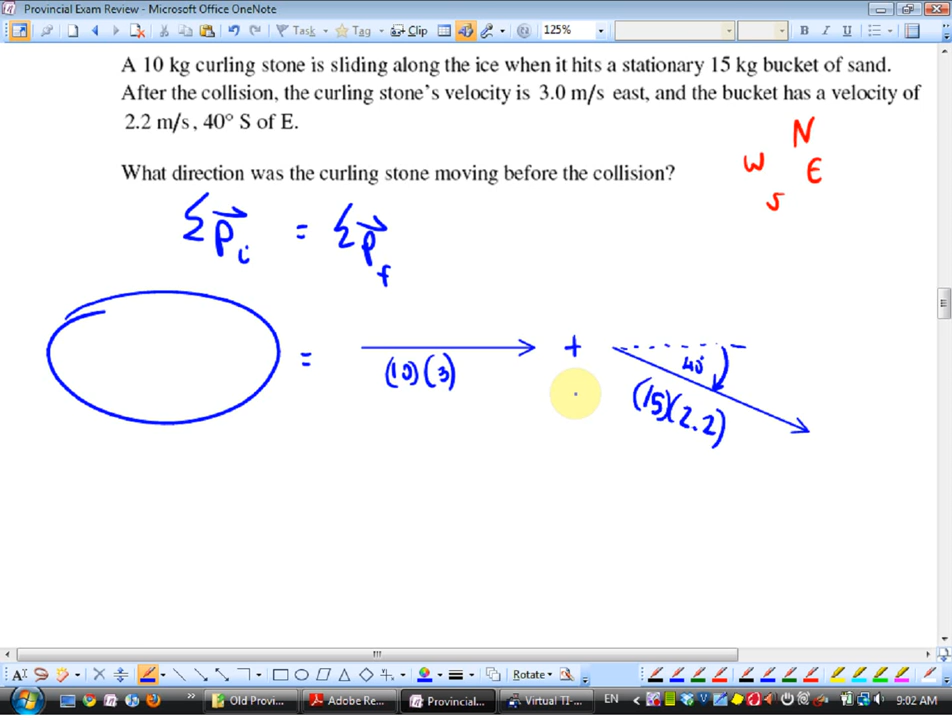 Provincial Exam Review - Microsoft OneNote
Task Tag Clip 125% B I U
A 10 kg curling stone is sliding along the ice when it hits a stationary 15 kg bucket of sand.
After the collision, the curling stone's velocity is 3.0 m/s east, and the bucket has a velocity of
2.2 m/s, 40° S of E.
N
W E
S
What direction was the curling stone moving before the collision?
Σp⃗i = Σp⃗f
= (10)(3) + 40° (15)(2.2)
Rotate
Old Provi... Adobe Re... Provincial... Virtual TI-... EN 9:02 AM